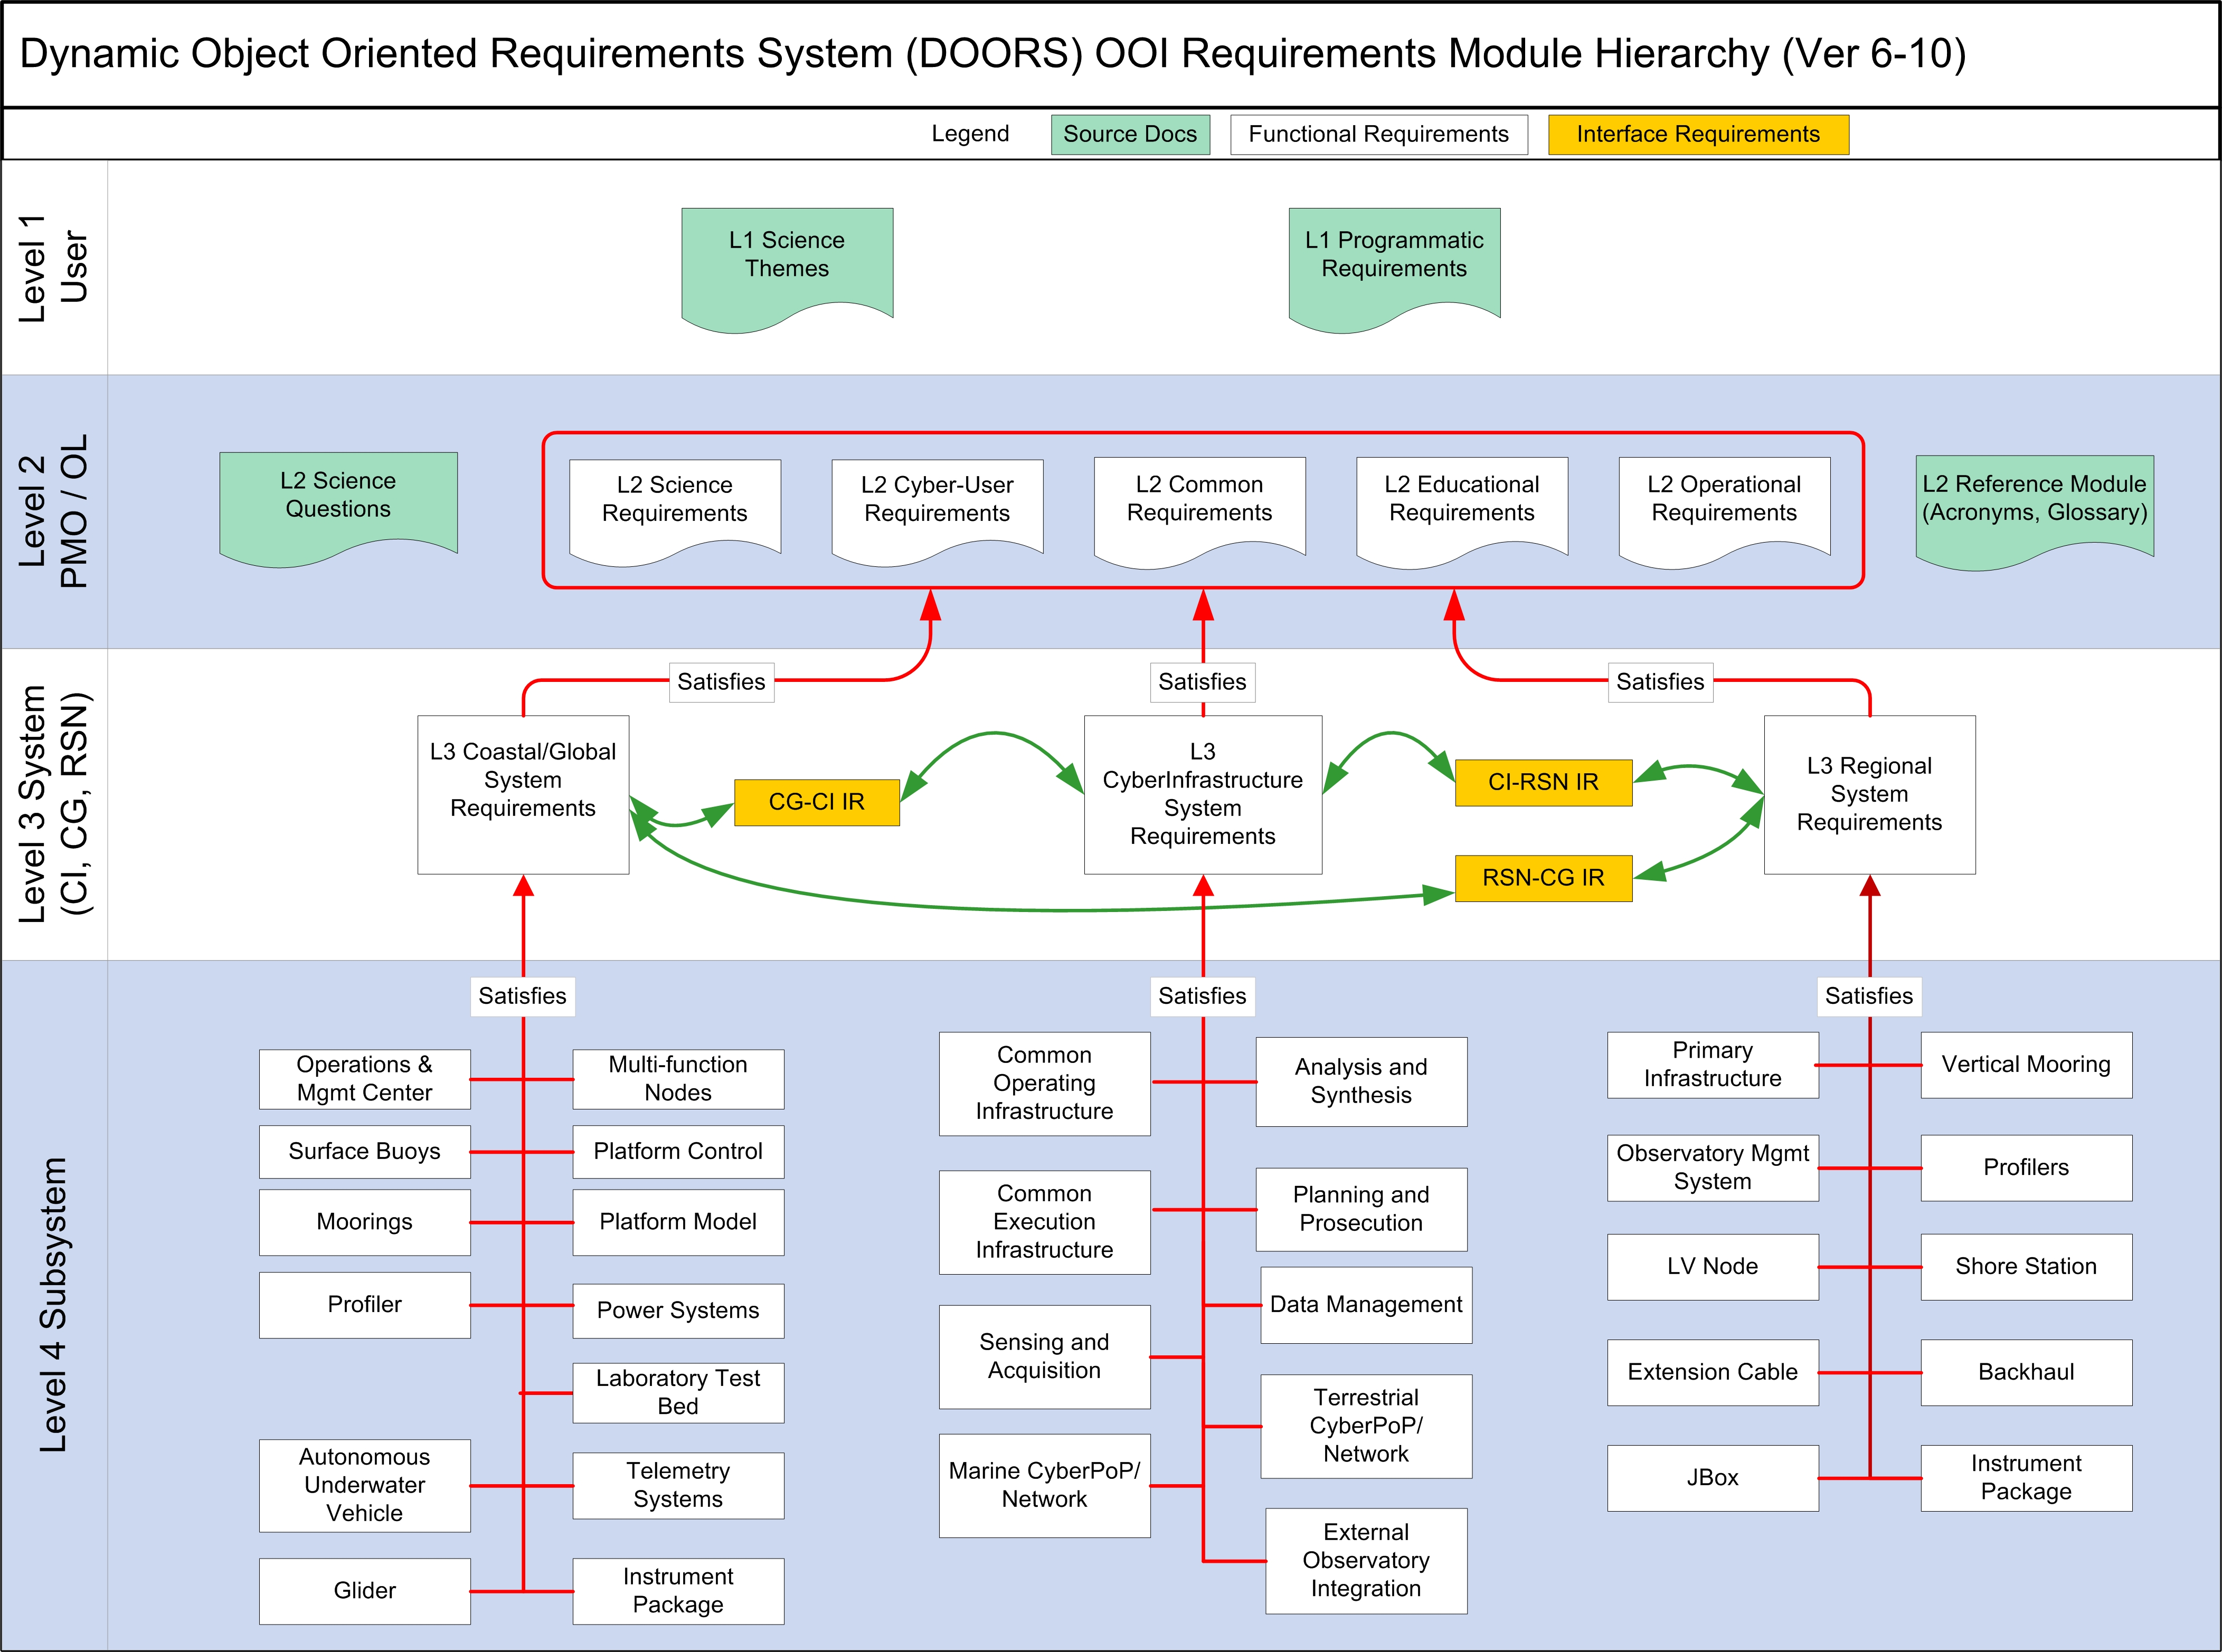 Dynamic Object Oriented Requirements System (DOORS) OOI Requirements Module Hierarchy (Ver 6-10)
Legend
Source Docs
Functional Requirements
Interface Requirements
Level 1
User
L1 Science
Themes
L1 Programmatic
Requirements
Level 2
PMO / OL
L2 Science
Questions
L2 Science
Requirements
L2 Cyber-User
Requirements
L2 Common
Requirements
L2 Educational
Requirements
L2 Operational
Requirements
L2 Reference Module
(Acronyms, Glossary)
Level 3 System
(CI, CG, RSN)
Satisfies
Satisfies
Satisfies
L3 Coastal/Global
System
Requirements
CG-CI IR
L3
CyberInfrastructure
System
Requirements
CI-RSN IR
RSN-CG IR
L3 Regional
System
Requirements
Level 4 Subsystem
Satisfies
Operations &
Mgmt Center
Multi-function
Nodes
Surface Buoys
Platform Control
Moorings
Platform Model
Profiler
Power Systems
Laboratory Test
Bed
Autonomous
Underwater
Vehicle
Telemetry
Systems
Glider
Instrument
Package
Satisfies
Common
Operating
Infrastructure
Analysis and
Synthesis
Common
Execution
Infrastructure
Planning and
Prosecution
Data Management
Sensing and
Acquisition
Terrestrial
CyberPoP/
Network
Marine CyberPoP/
Network
External
Observatory
Integration
Satisfies
Primary
Infrastructure
Vertical Mooring
Observatory Mgmt
System
Profilers
LV Node
Shore Station
Extension Cable
Backhaul
JBox
Instrument
Package